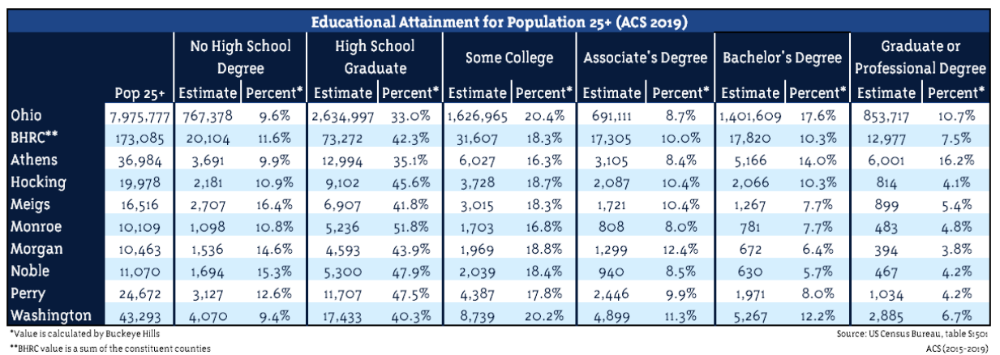 Educational Attainment for Population 25+ (ACS 2019)
No High School Degree High School Graduate Some College Associate's Degree Bachelor's Degree Graduate or Professional Degree
Pop 25+ Estimate Percent* Estimate Percent* Estimate Percent* Estimate Percent* Estimate Percent* Estimate Percent*
Ohio 7,975,777 767,378 9.6% 2,634,997 33.0% 1,626,965 20.4% 691,111 8.7% 1,401,609 17.6% 853,717 10.7%
BHRC** 173,085 20,104 11.6% 73,272 42.3% 31,607 18.3% 17,305 10.0% 17,820 10.3% 12,977 7.5%
Athens 36,984 3,691 9.9% 12,994 35.1% 6,027 16.3% 3,105 8.4% 5,166 14.0% 6,001 16.2%
Hocking 19,978 2,181 10.9% 9,102 45.6% 3,728 18.7% 2,087 10.4% 2,066 10.3% 814 4.1%
Meigs 16,516 2,707 16.4% 6,907 41.8% 3,015 18.3% 1,721 10.4% 1,267 7.7% 899 5.4%
Monroe 10,109 1,098 10.8% 5,236 51.8% 1,703 16.8% 808 8.0% 781 7.7% 483 4.8%
Morgan 10,463 1,536 14.6% 4,593 43.9% 1,969 18.8% 1,299 12.4% 672 6.4% 394 3.8%
Noble 11,070 1,694 15.3% 5,300 47.9% 2,039 18.4% 940 8.5% 630 5.7% 467 4.2%
Perry 24,672 3,127 12.6% 11,707 47.5% 4,387 17.8% 2,446 9.9% 1,971 8.0% 1,034 4.2%
Washington 43,293 4,070 9.4% 17,433 40.3% 8,739 20.2% 4,899 11.3% 5,267 12.2% 2,885 6.7%
*Value is calculated by Buckeye Hills Source: US Census Bureau, table S1501
**BHRC value is a sum of the constituent counties ACS (2015-2019)